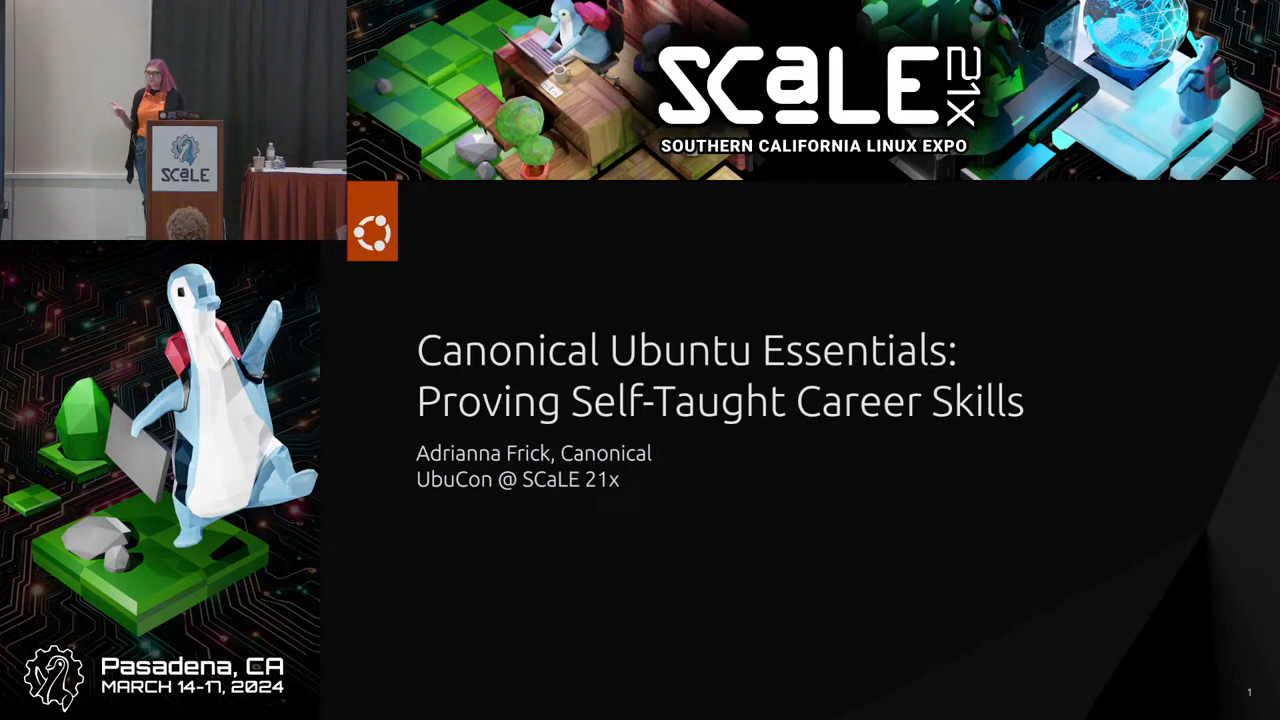 SCaLE 21x
SOUTHERN CALIFORNIA LINUX EXPO
SCaLE
Canonical Ubuntu Essentials:
Proving Self-Taught Career Skills
Adrianna Frick, Canonical
UbuCon @ SCaLE 21x
Pasadena, CA
MARCH 14-17, 2024
1